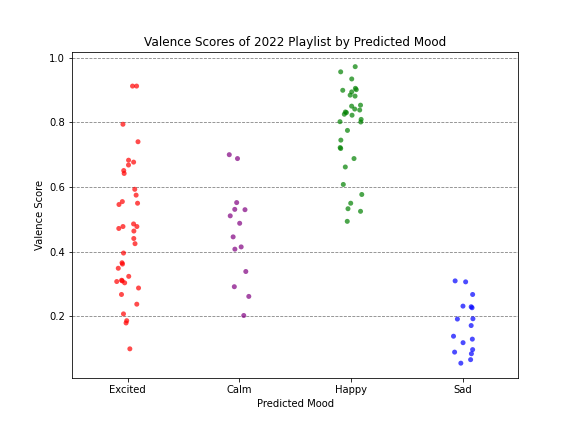 Valence Scores of 2022 Playlist by Predicted Mood
1.0
0.8
0.6
0.4
0.2
Valence Score
Excited Calm Happy Sad
Predicted Mood